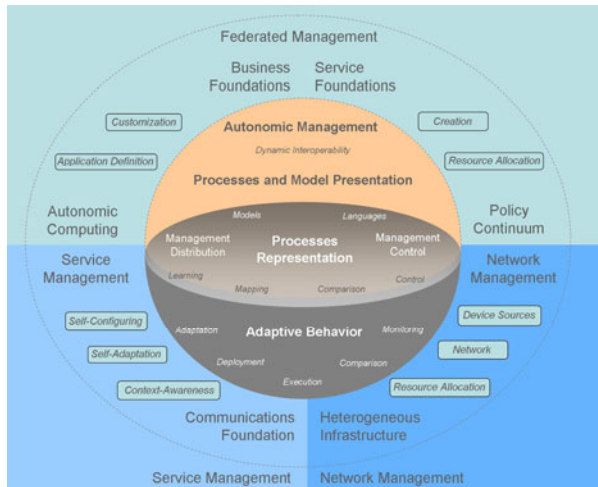 Federated Management
Business
Foundations
Service
Foundations
Customization
Autonomic Management
Creation
Dynamic Interoperability
Application Definition
Resource Allocation
Processes and Model Presentation
Autonomic
Computing
Models
Languages
Policy
Continuum
Management
Distribution
Processes
Representation
Management
Control
Service
Management
Network
Management
Learning
Mapping
Comparison
Control
Self-Configuring
Adaptation
Adaptive Behavior
Monitoring
Device Sources
Self-Adaptation
Deployment
Comparison
Network
Context-Awareness
Execution
Resource Allocation
Communications
Foundation
Heterogeneous
Infrastructure
Service Management
Network Management